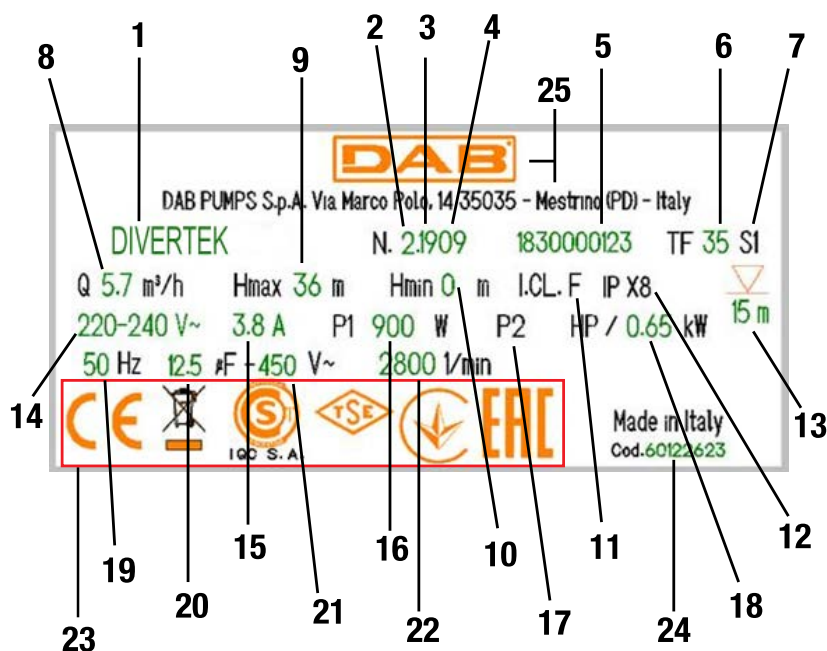 1 2 3 4 5 6 7
8 9 25
DAB
DAB PUMPS S.p.A. Via Marco Polo, 14 35035 - Mestrino (PD) - Italy
DIVERTEK N. 2.1909 1830000123 TF 35 S1
Q 5.7 m³/h Hmax 36 m Hmin 0 m I.CL. F IP X8
220-240 V~ 3.8 A P1 900 W P2 HP / 0.65 kW 15 m
50 Hz 12.5 µF - 450 V~ 2800 1/min
14 13
CE S TSE EAC Made in Italy
IQC S.A. Cod.60122623
19 15 16 10 11 12
20 21 22 17 18
23 24